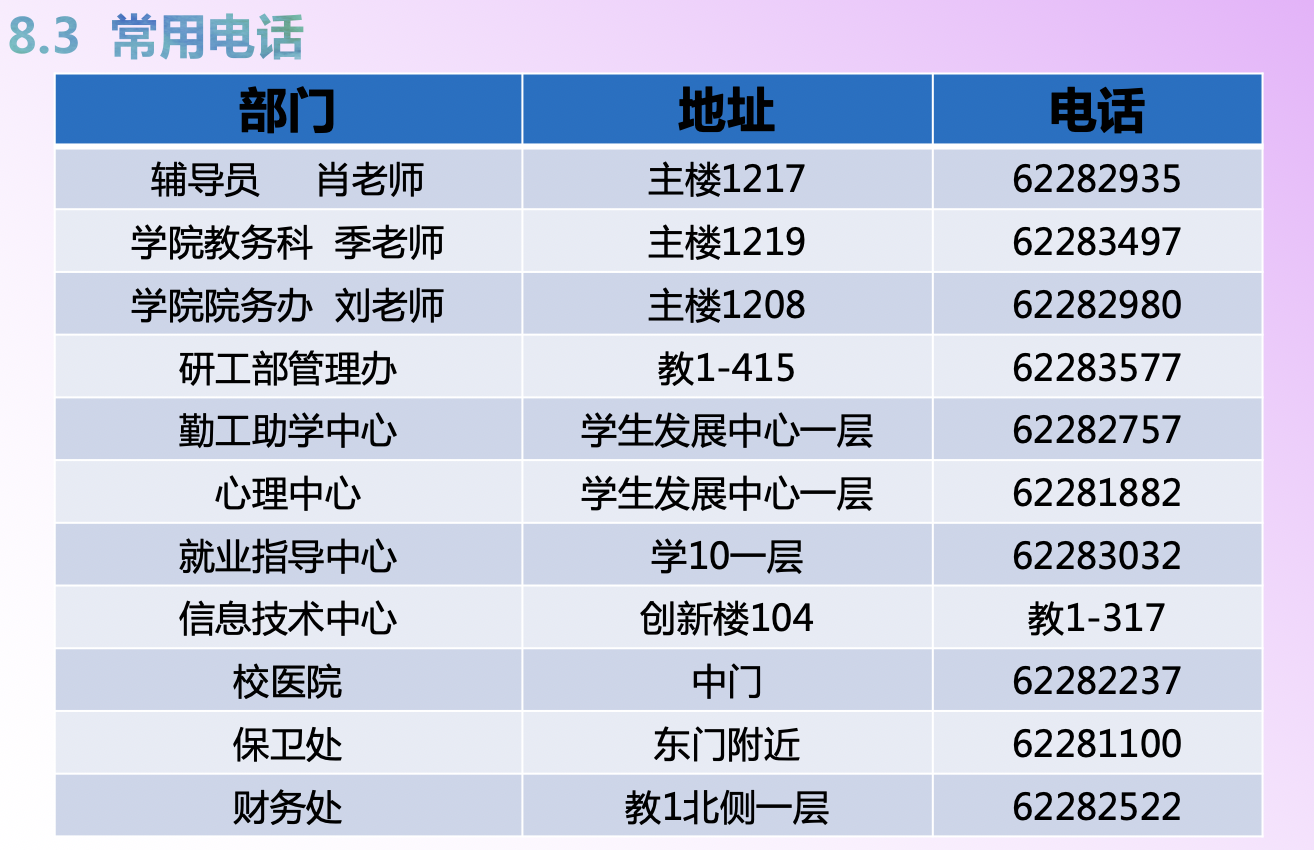 8.3 常用电话
部门 地址 电话
辅导员 肖老师 主楼1217 62282935
学院教务科 季老师 主楼1219 62283497
学院院务办 刘老师 主楼1208 62282980
研工部管理办 教1-415 62283577
勤工助学中心 学生发展中心一层 62282757
心理中心 学生发展中心一层 62281882
就业指导中心 学10一层 62283032
信息技术中心 创新楼104 教1-317
校医院 中门 62282237
保卫处 东门附近 62281100
财务处 教1北侧一层 62282522